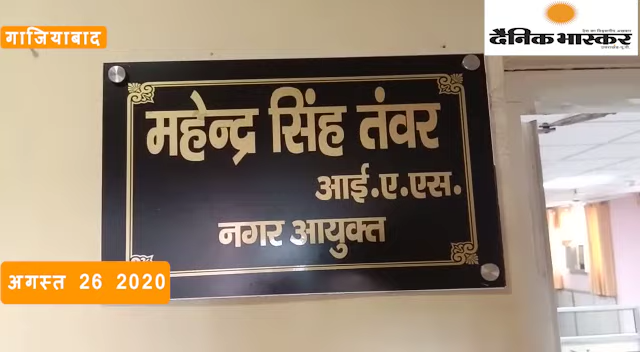 गाजियाबाद
दैनिक भास्कर
महेन्द्र सिंह तंवर
आई.ए.एस.
नगर आयुक्त
अगस्त 26 2020